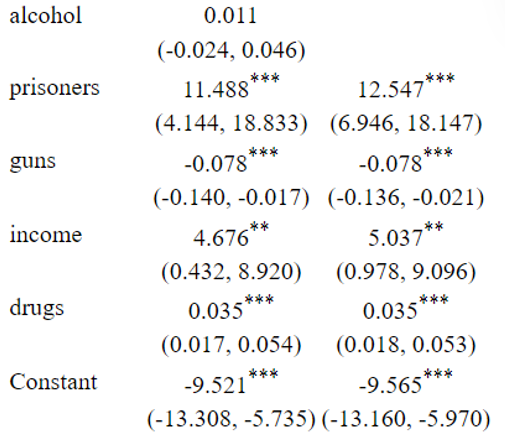 alcohol 0.011
(-0.024, 0.046)
prisoners 11.488*** 12.547***
(4.144, 18.833) (6.946, 18.147)
guns -0.078*** -0.078***
(-0.140, -0.017) (-0.136, -0.021)
income 4.676** 5.037**
(0.432, 8.920) (0.978, 9.096)
drugs 0.035*** 0.035***
(0.017, 0.054) (0.018, 0.053)
Constant -9.521*** -9.565***
(-13.308, -5.735) (-13.160, -5.970)